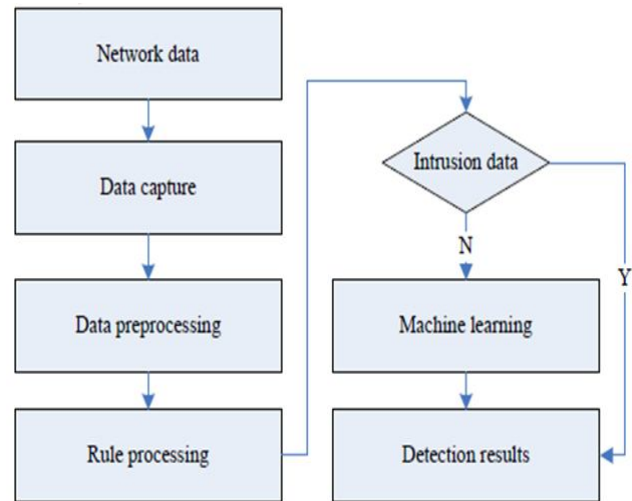 Network data
Data capture
Data preprocessing
Rule processing
Intrusion data
N
Y
Machine learning
Detection results